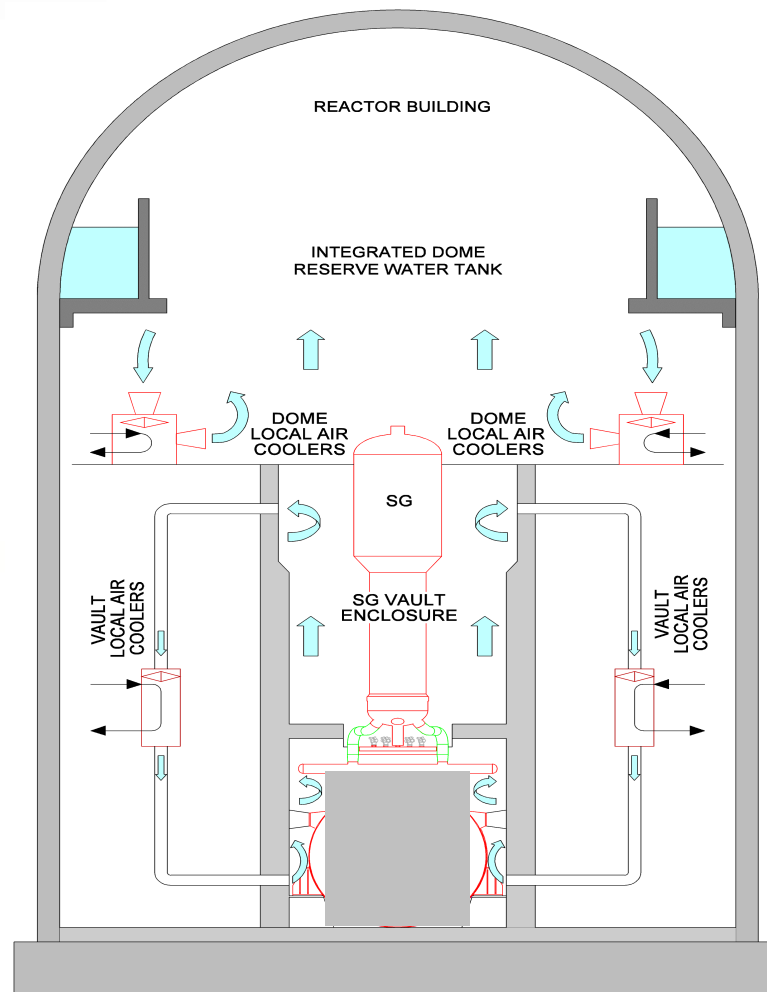 REACTOR BUILDING
INTEGRATED DOME
RESERVE WATER TANK
DOME
LOCAL AIR
COOLERS
DOME
LOCAL AIR
COOLERS
SG
SG VAULT
ENCLOSURE
VAULT
LOCAL AIR
COOLERS
VAULT
LOCAL AIR
COOLERS